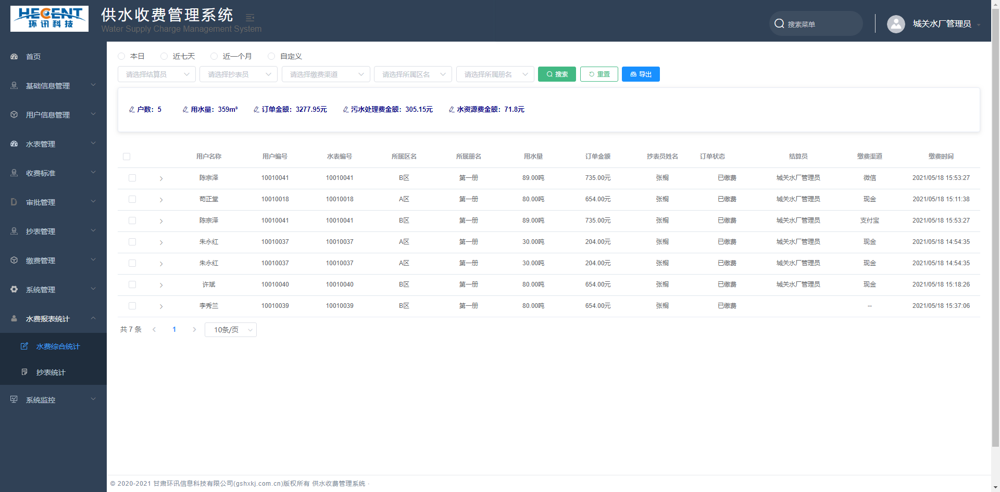 HECENT
环讯科技
供水收费管理系统
Water Supply Charge Management System
搜索菜单
城关水厂管理员
首页
基础信息管理
用户信息管理
水表管理
收费标准
审批管理
抄表管理
缴费管理
系统管理
水费报表统计
水费综合统计
抄表统计
系统监控
本日 近七天 近一个月 自定义
请选择结算员 请选择抄表员 请选择缴费渠道 请选择所属区名 请选择所属册名 搜索 重置 导出
户数：5 用水量：359m³ 订单金额：3277.95元 污水处理费金额：305.15元 水资源费金额：71.8元
用户名称 用户编号 水表编号 所属区名 所属册名 用水量 订单金额 抄表员姓名 订单状态 结算员 缴费渠道 缴费时间
陈宗泽 10010041 10010041 B区 第一册 89.00吨 735.00元 张桐 已缴费 城关水厂管理员 微信 2021/05/18 15:53:27
苟正堂 10010018 10010018 A区 第一册 80.00吨 654.00元 张桐 已缴费 城关水厂管理员 现金 2021/05/18 15:11:38
陈宗泽 10010041 10010041 B区 第一册 89.00吨 735.00元 张桐 已缴费 城关水厂管理员 支付宝 2021/05/18 15:53:27
朱永红 10010037 10010037 A区 第一册 30.00吨 204.00元 张桐 已缴费 城关水厂管理员 现金 2021/05/18 14:54:35
朱永红 10010037 10010037 A区 第一册 30.00吨 204.00元 张桐 已缴费 城关水厂管理员 现金 2021/05/18 14:54:35
许斌 10010040 10010040 B区 第一册 80.00吨 654.00元 张桐 已缴费 城关水厂管理员 现金 2021/05/18 15:18:26
李秀兰 10010039 10010039 B区 第一册 80.00吨 654.00元 张桐 已缴费 -- 2021/05/18 15:37:06
共 7 条 1 10条/页
© 2020-2021 甘肃环讯信息科技有限公司(gshxkj.com.cn)版权所有 供水收费管理系统 ·